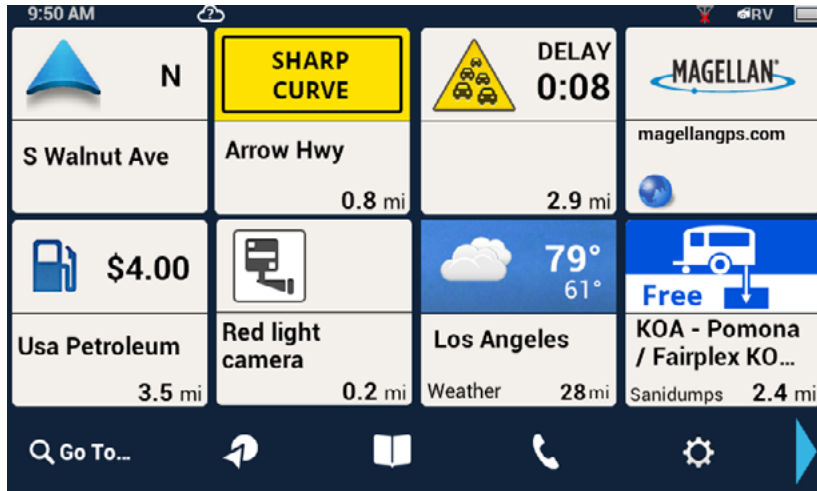 9:50 AM
RV
N
S Walnut Ave
SHARP
CURVE
Arrow Hwy
0.8 mi
DELAY
0:08
2.9 mi
MAGELLAN®
magellangps.com
$4.00
Usa Petroleum
3.5 mi
Red light
camera
0.2 mi
79°
61°
Los Angeles
Weather 28 mi
Free
KOA - Pomona
/ Fairplex KO...
Sanidumps 2.4 mi
Go To...